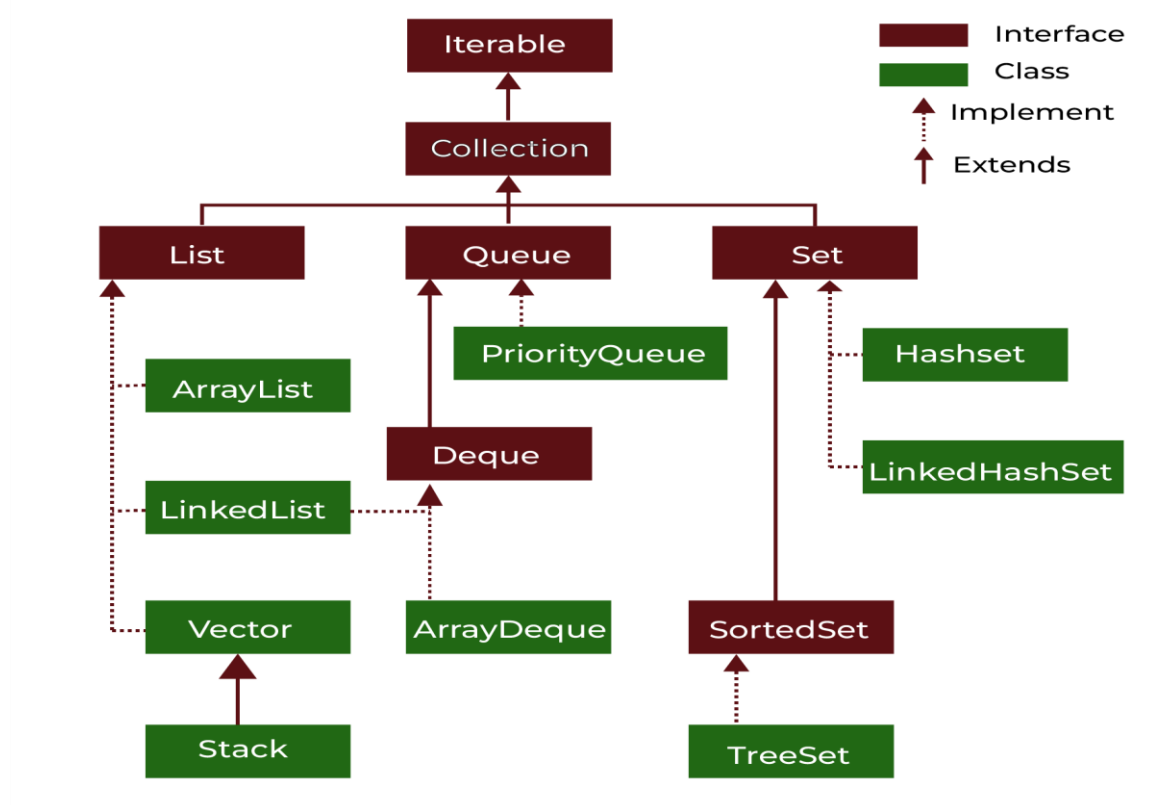 Iterable
Interface
Class
Implement
Extends
Collection
List
Queue
Set
PriorityQueue
Hashset
ArrayList
Deque
LinkedHashSet
LinkedList
Vector
ArrayDeque
SortedSet
Stack
TreeSet